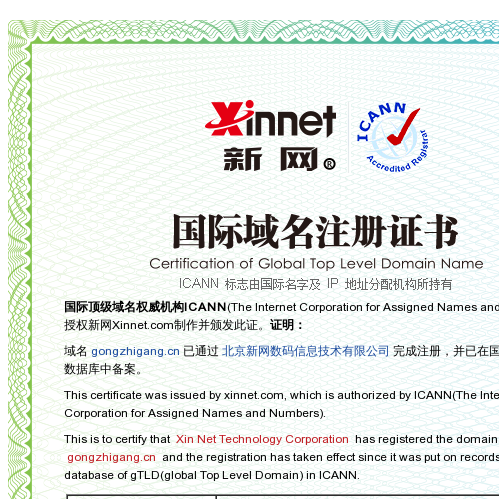 Xinnet
新 网®
ICANN
Accredited Registrar
国际域名注册证书
Certification of Global Top Level Domain Name
ICANN 标志由国际名字及 IP 地址分配机构所持有
国际顶级域名权威机构ICANN(The Internet Corporation for Assigned Names and
授权新网Xinnet.com制作并颁发此证。证明：
域名 gongzhigang.cn 已通过 北京新网数码信息技术有限公司 完成注册，并已在国
数据库中备案。
This certificate was issued by xinnet.com, which is authorized by ICANN(The Inte
Corporation for Assigned Names and Numbers).
This is to certify that Xin Net Technology Corporation has registered the domain
gongzhigang.cn and the registration has taken effect since it was put on records
database of gTLD(global Top Level Domain) in ICANN.